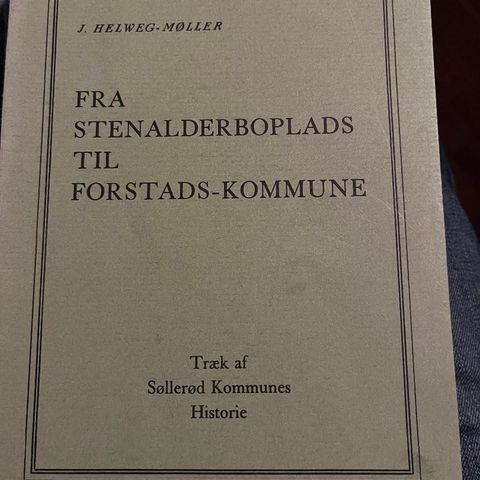 J. HELWEG-MØLLER
FRA
STENALDERBOPLADS
TIL
FORSTADS-KOMMUNE
Træk af
Søllerød Kommunes
Historie